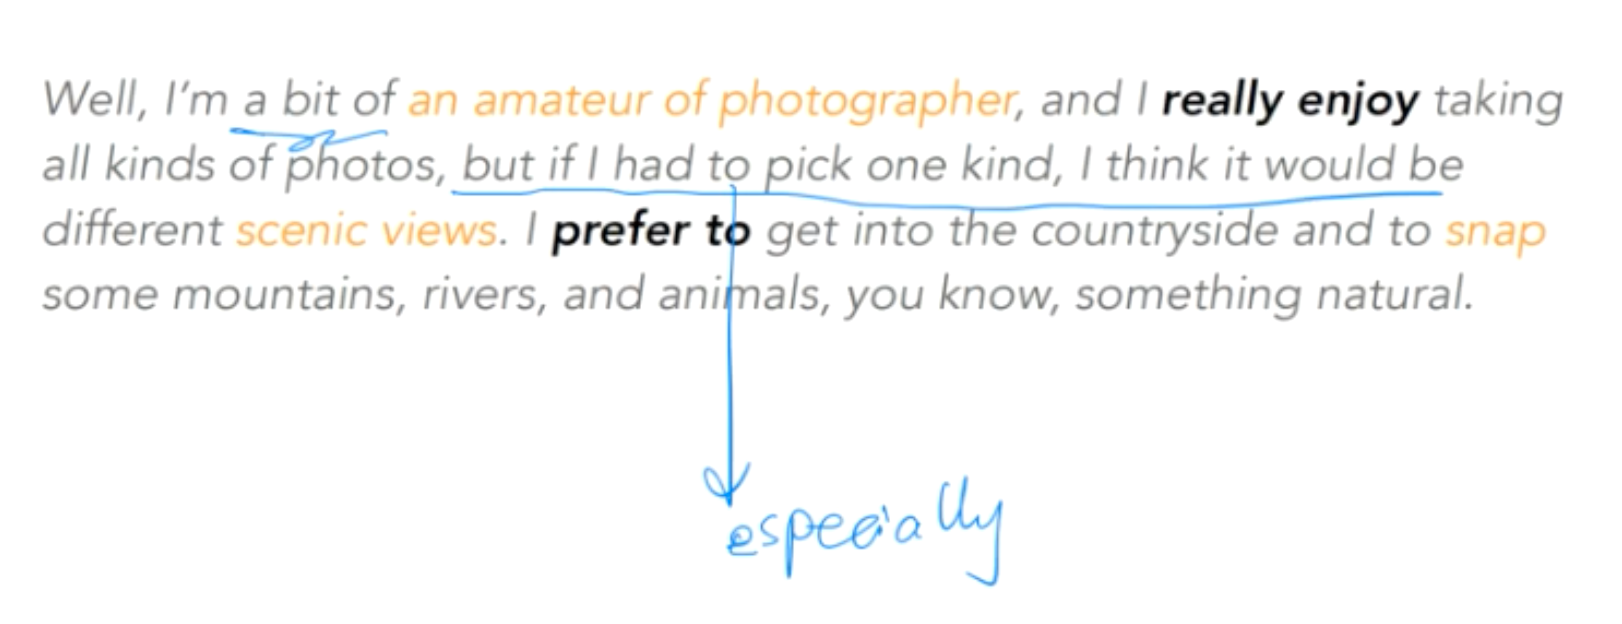 Well, I'm a bit of an amateur of photographer, and I really enjoy taking
all kinds of photos, but if I had to pick one kind, I think it would be
different scenic views. I prefer to get into the countryside and to snap
some mountains, rivers, and animals, you know, something natural.
especially